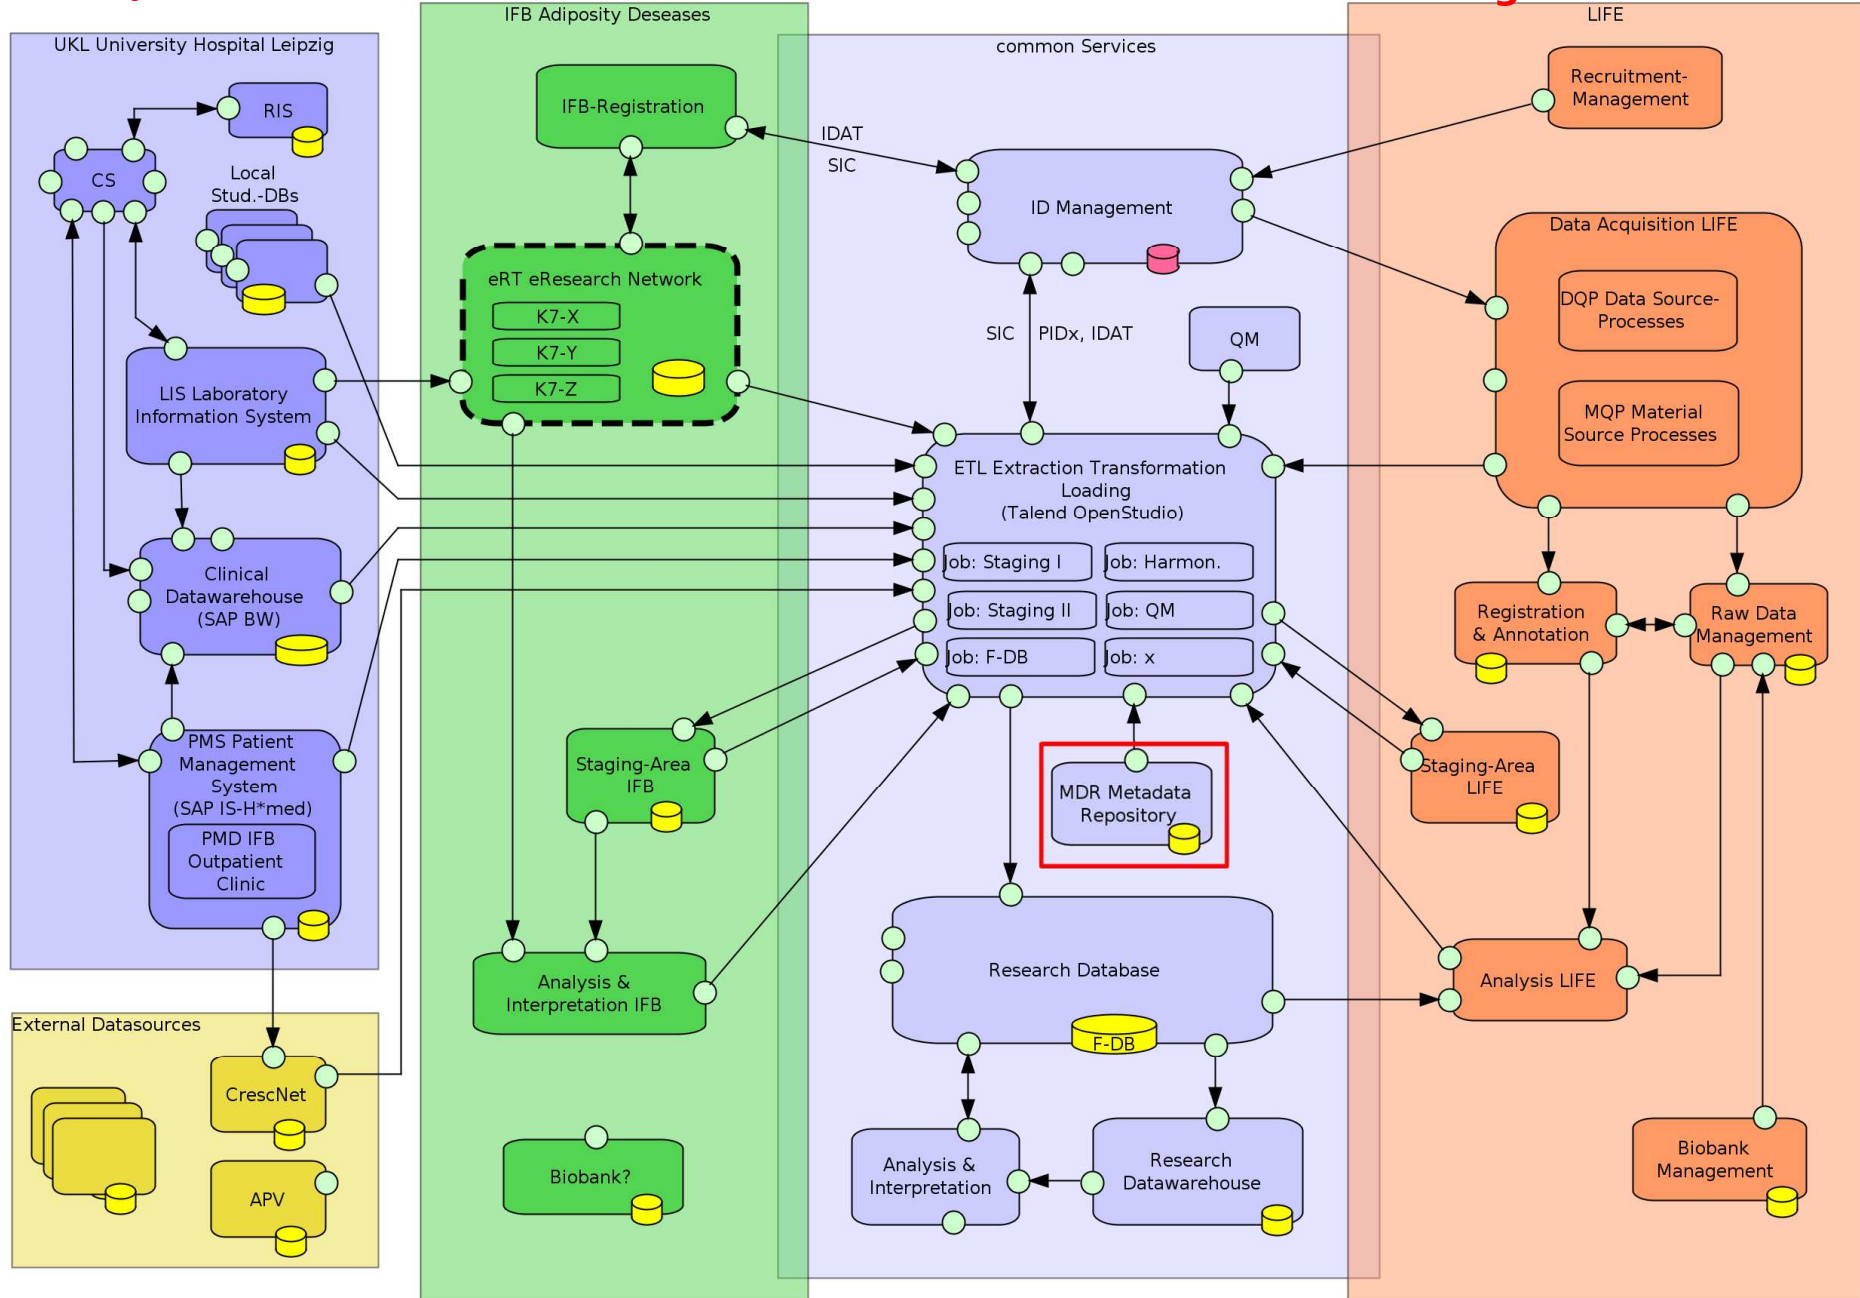 IFB Adiposity Deseases
LIFE
UKL University Hospital Leipzig
common Services
RIS
CS
Local
Stud.-DBs
LIS Laboratory
Information System
Clinical
Datawarehouse
(SAP BW)
PMS Patient
Management
System
(SAP IS-H*med)
PMD IFB
Outpatient
Clinic
External Datasources
CrescNet
APV
IFB-Registration
IDAT
SIC
eRT eResearch Network
K7-X
K7-Y
K7-Z
Staging-Area
IFB
Analysis &
Interpretation IFB
Biobank?
ID Management
SIC
PIDx, IDAT
QM
ETL Extraction Transformation
Loading
(Talend OpenStudio)
Job: Staging I
Job: Harmon.
Job: Staging II
Job: QM
Job: F-DB
Job: x
MDR Metadata
Repository
Research Database
F-DB
Analysis &
Interpretation
Research
Datawarehouse
Recruitment-
Management
Data Acquisition LIFE
DQP Data Source-
Processes
MQP Material
Source Processes
Registration
& Annotation
Raw Data
Management
Staging-Area
LIFE
Analysis LIFE
Biobank
Management